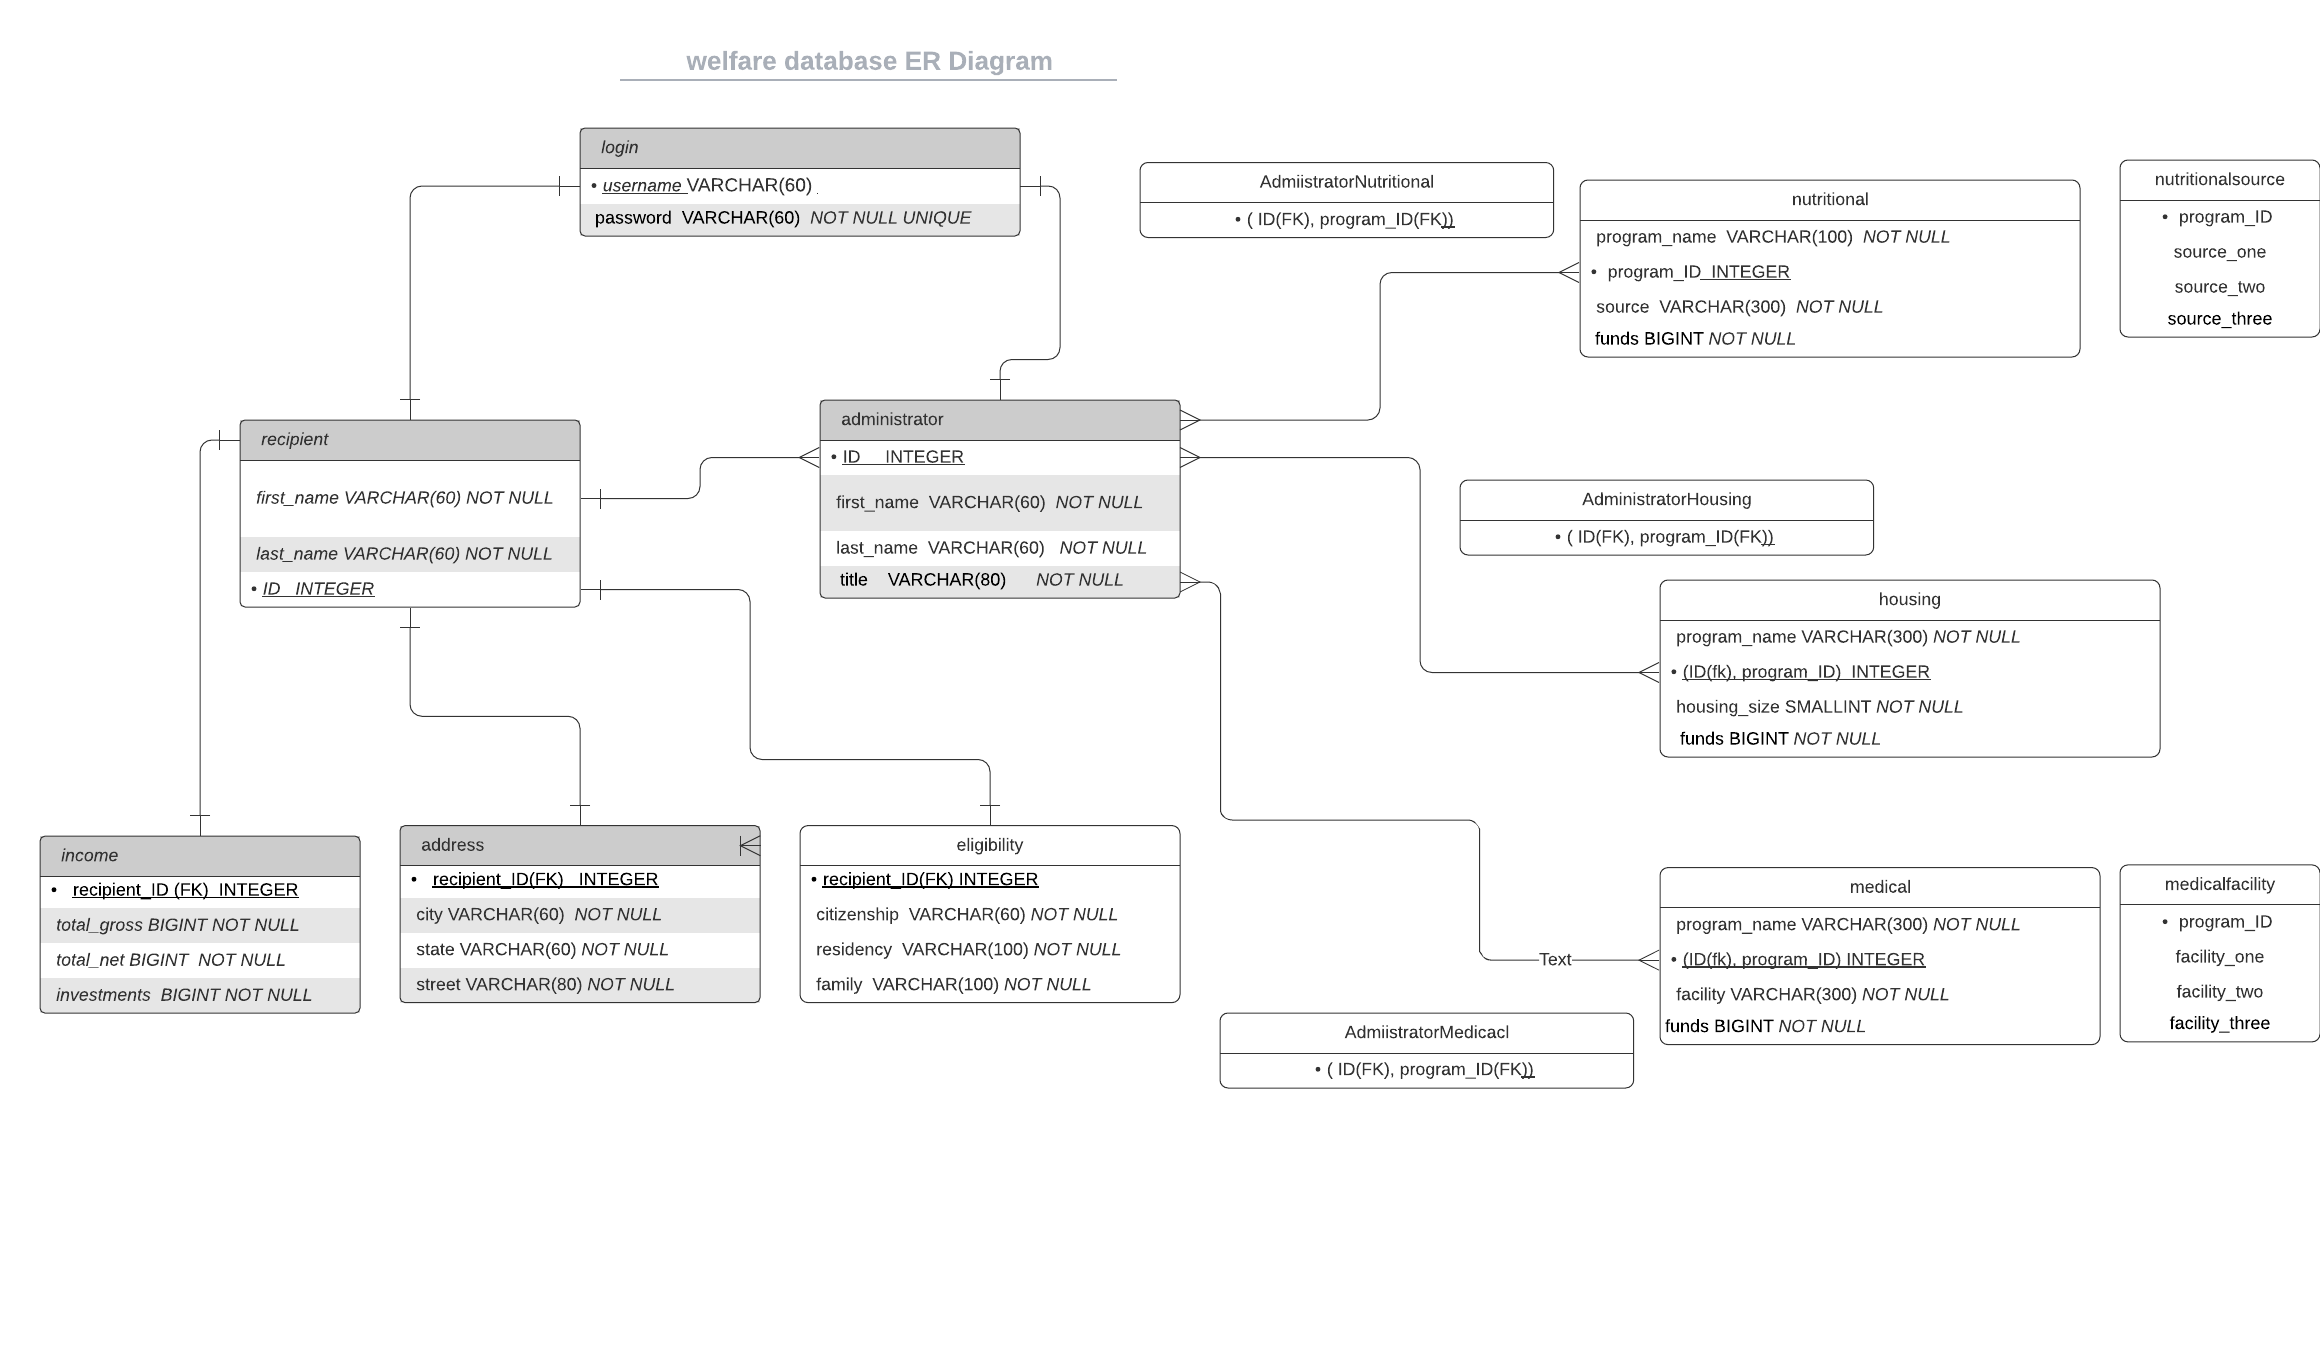 welfare database ER Diagram
login
• username VARCHAR(60) .
password VARCHAR(60) NOT NULL UNIQUE
AdmiistratorNutritional
• ( ID(FK), program_ID(FK))
nutritional
program_name VARCHAR(100) NOT NULL
• program_ID INTEGER
source VARCHAR(300) NOT NULL
funds BIGINT NOT NULL
nutritionalsource
• program_ID
source_one
source_two
source_three
recipient
first_name VARCHAR(60) NOT NULL
last_name VARCHAR(60) NOT NULL
• ID INTEGER
administrator
• ID INTEGER
first_name VARCHAR(60) NOT NULL
last_name VARCHAR(60) NOT NULL
title VARCHAR(80) NOT NULL
AdministratorHousing
• ( ID(FK), program_ID(FK))
housing
program_name VARCHAR(300) NOT NULL
• (ID(fk), program_ID) INTEGER
housing_size SMALLINT NOT NULL
funds BIGINT NOT NULL
income
• recipient_ID (FK) INTEGER
total_gross BIGINT NOT NULL
total_net BIGINT NOT NULL
investments BIGINT NOT NULL
address
• recipient_ID(FK) INTEGER
city VARCHAR(60) NOT NULL
state VARCHAR(60) NOT NULL
street VARCHAR(80) NOT NULL
eligibility
• recipient_ID(FK) INTEGER
citizenship VARCHAR(60) NOT NULL
residency VARCHAR(100) NOT NULL
family VARCHAR(100) NOT NULL
Text
medical
program_name VARCHAR(300) NOT NULL
• (ID(fk), program_ID) INTEGER
facility VARCHAR(300) NOT NULL
funds BIGINT NOT NULL
medicalfacility
• program_ID
facility_one
facility_two
facility_three
AdmiistratorMedicacl
• ( ID(FK), program_ID(FK))